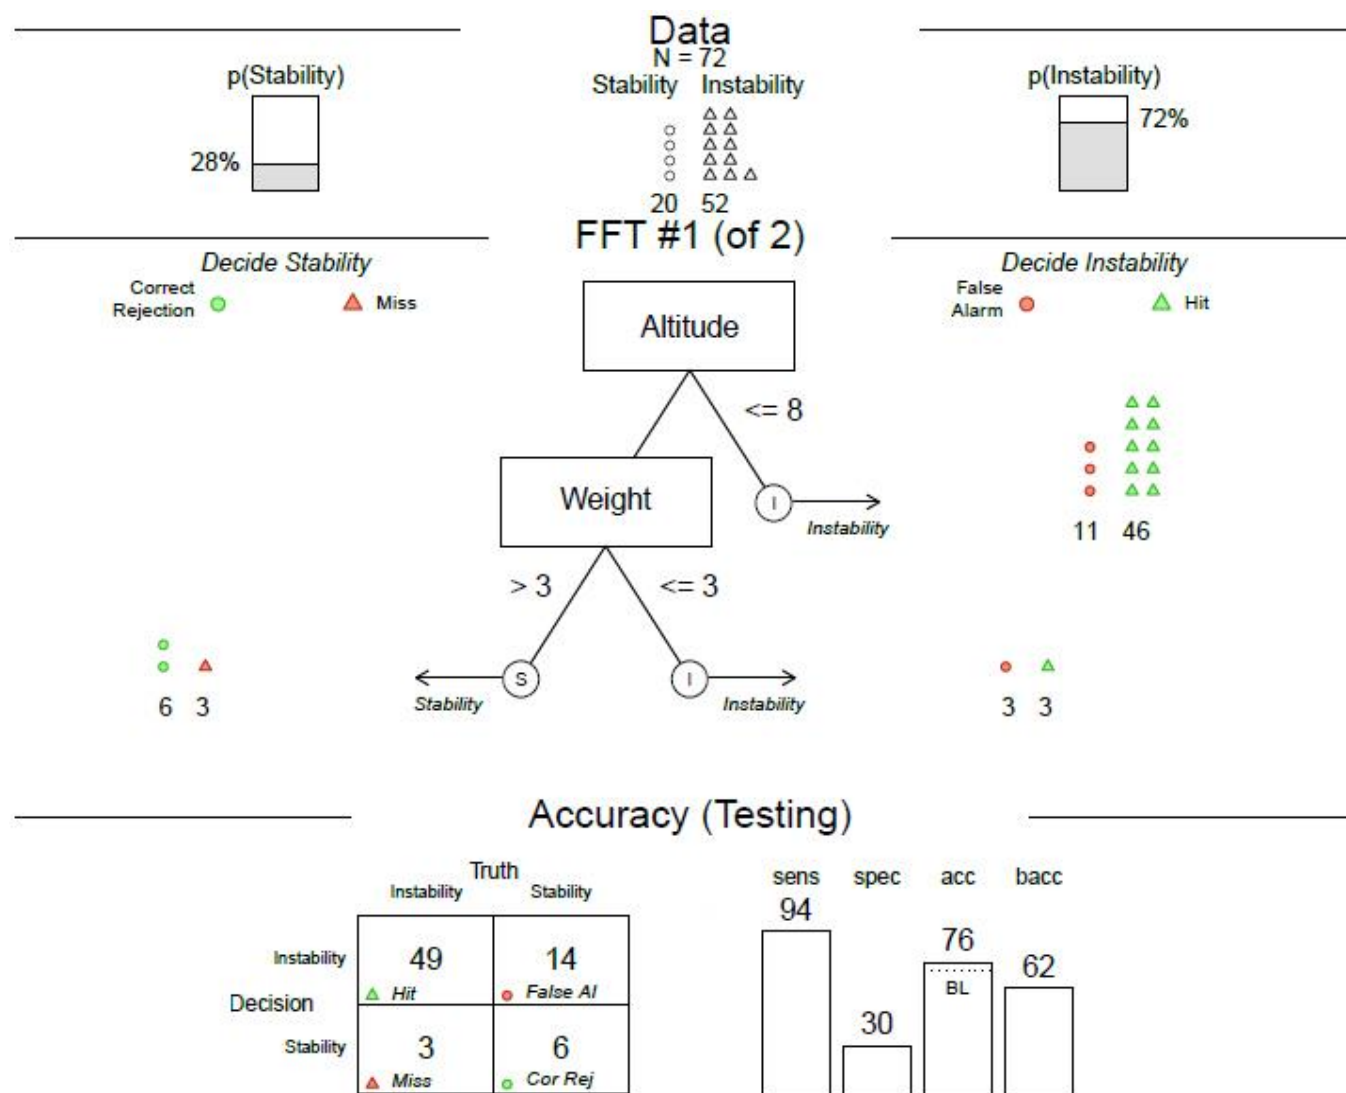 Data
N = 72
p(Stability)
Stability Instability
p(Instability)
28%
72%
20 52
FFT #1 (of 2)
Decide Stability
Decide Instability
Correct
Rejection
Miss
False
Alarm
Hit
Altitude
<= 8
Weight
I
Instability
11 46
> 3
<= 3
S
Stability
I
Instability
6 3
3 3
Accuracy (Testing)
Truth
Instability Stability
sens spec acc bacc
94
Instability
49
14
76
62
Hit
False Al
BL
Decision
30
Stability
3
6
Miss
Cor Rej